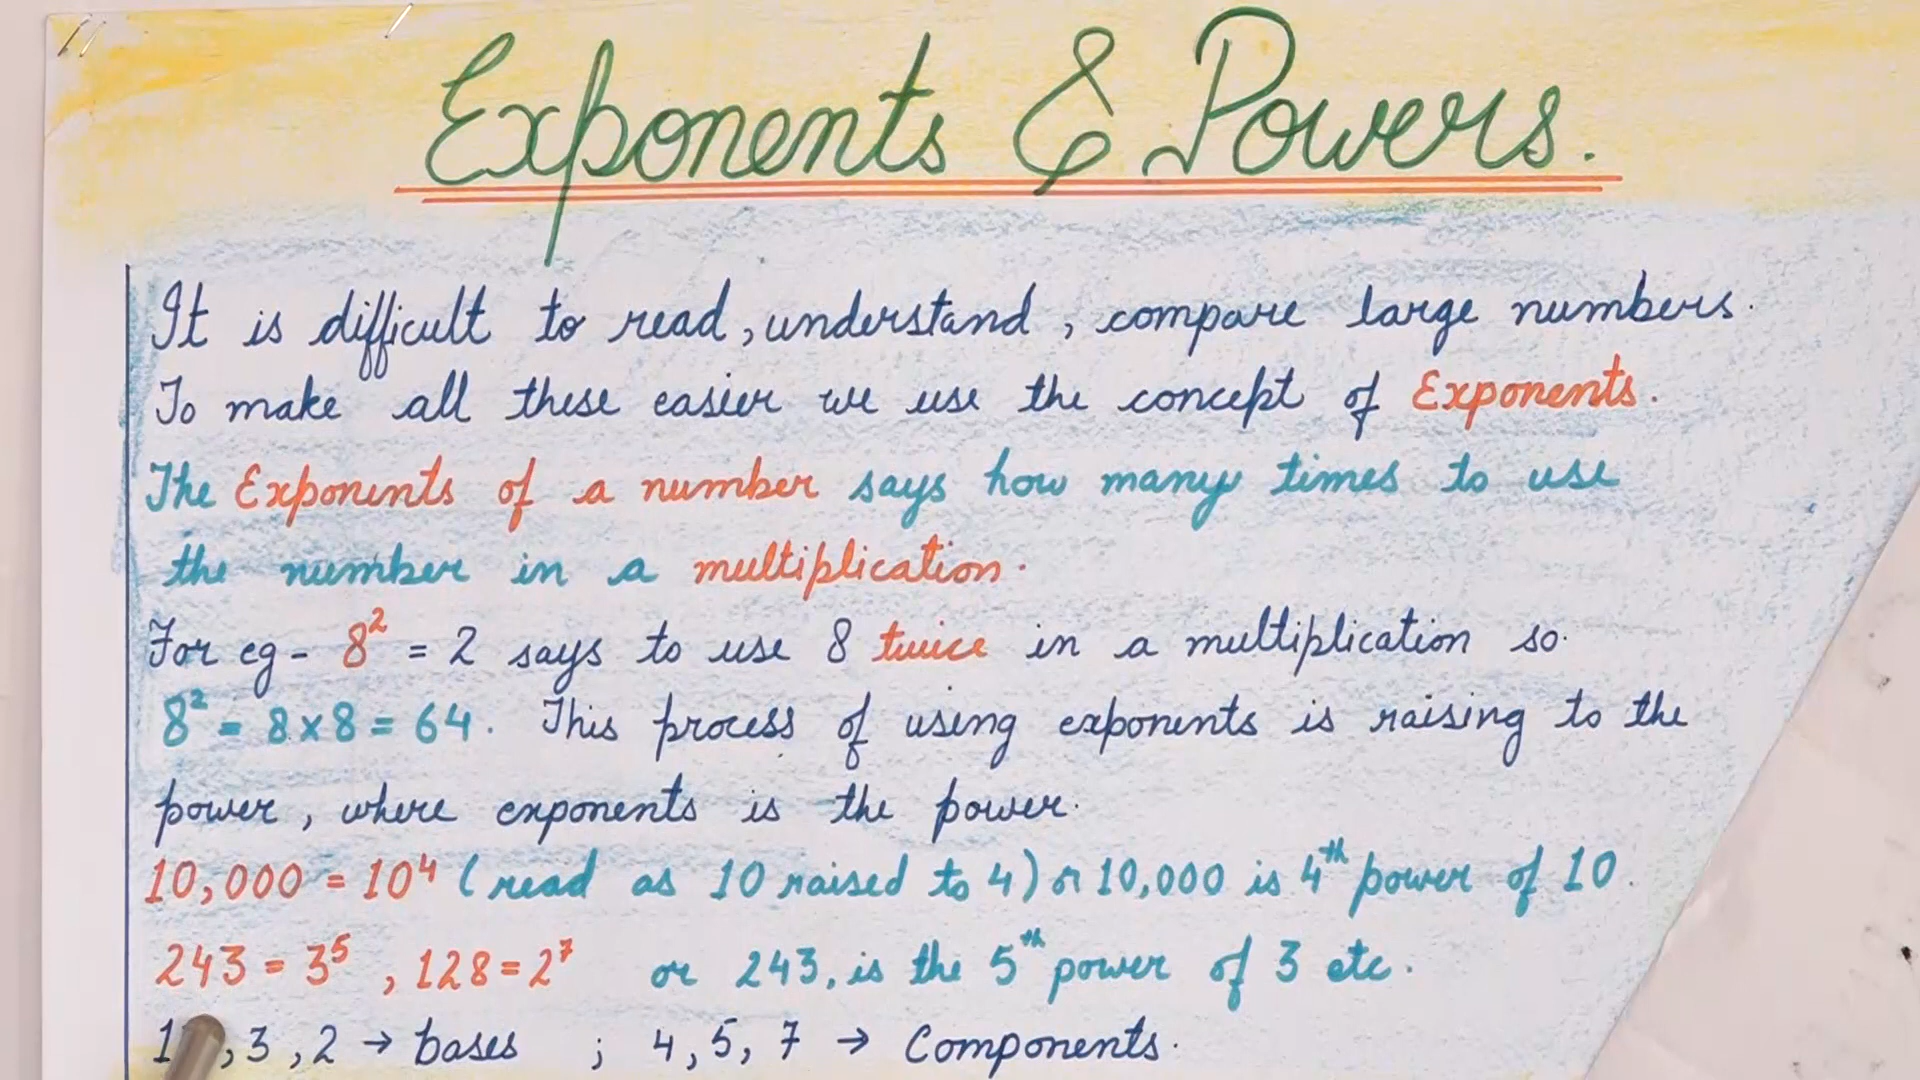 Exponents & Powers.
It is difficult to read, understand, compare large numbers.
To make all these easier we use the concept of Exponents.
The Exponents of a number says how many times to use
the number in a multiplication.
For eg - 8² = 2 says to use 8 twice in a multiplication so
8² = 8 x 8 = 64. This process of using exponents is raising to the
power, where exponents is the power.
10,000 = 10⁴ (read as 10 raised to 4) or 10,000 is 4th power of 10.
243 = 3⁵, 128 = 2⁷ or 243, is the 5th power of 3 etc.
, 3, 2 → bases ; 4, 5, 7 → Components.